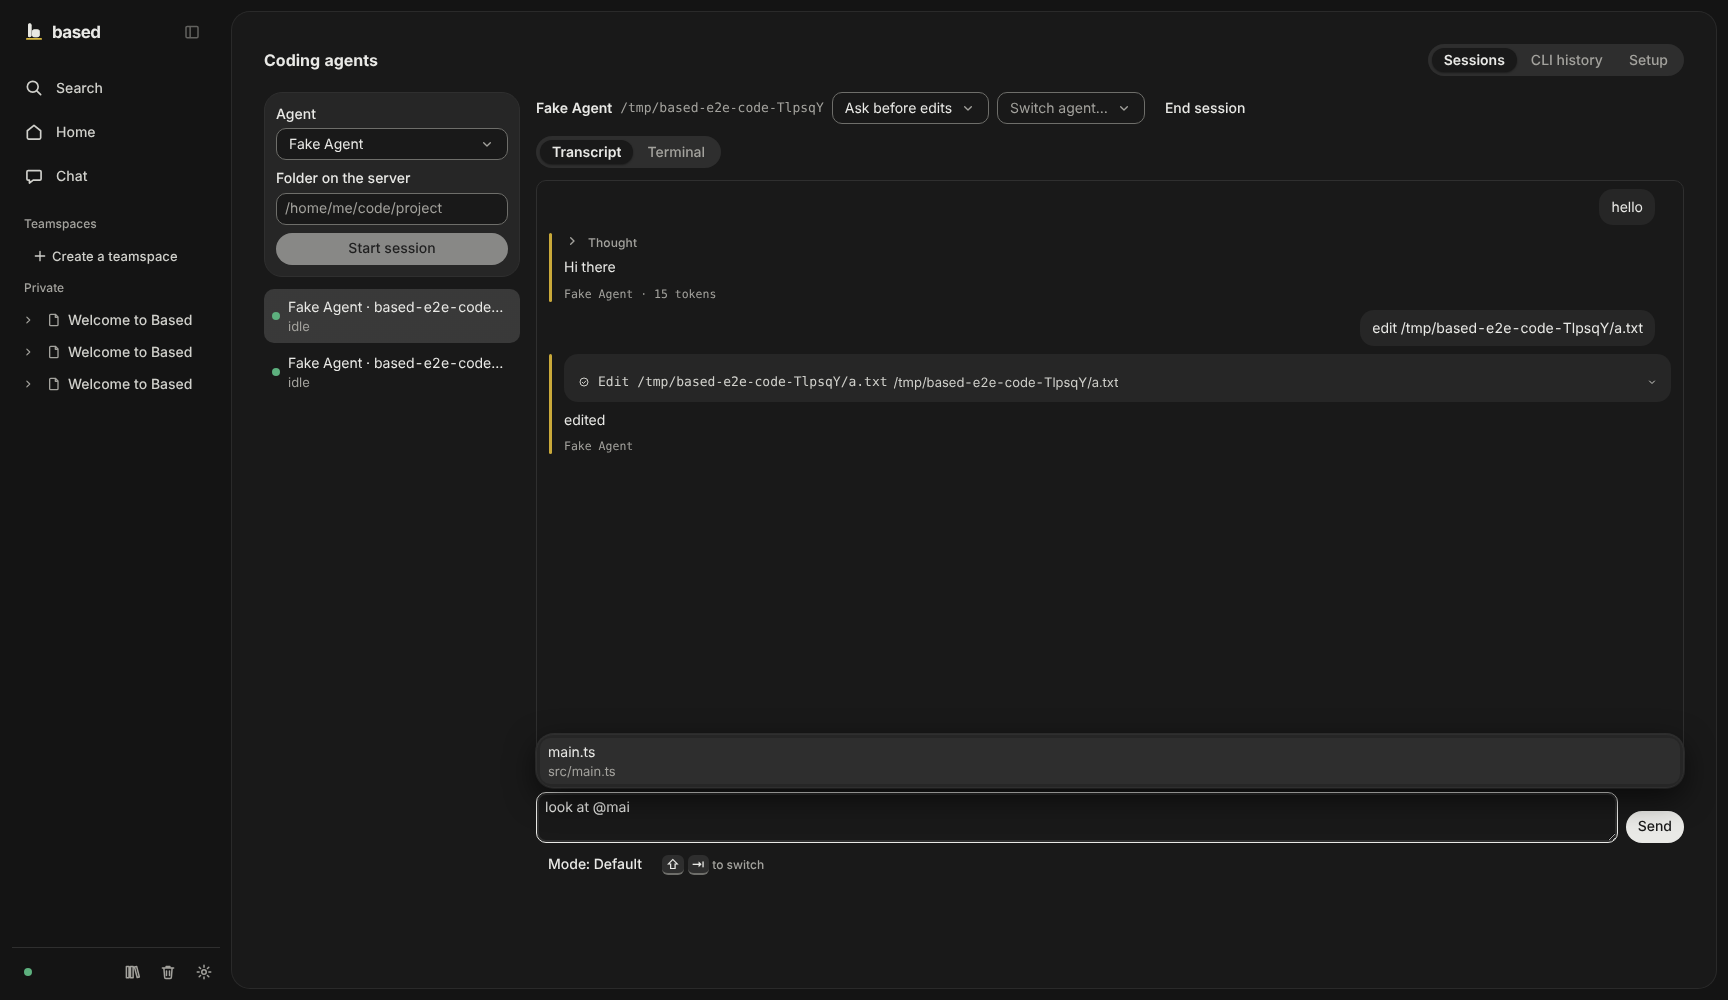 based
Search
Home
Chat
Teamspaces
Create a teamspace
Private
Welcome to Based
Welcome to Based
Welcome to Based
Coding agents
Sessions CLI history Setup
Agent
Fake Agent
Folder on the server
/home/me/code/project
Start session
Fake Agent · based-e2e-code...
idle
Fake Agent · based-e2e-code...
idle
Fake Agent /tmp/based-e2e-code-TlpsqY Ask before edits Switch agent... End session
Transcript Terminal
hello
Thought
Hi there
Fake Agent · 15 tokens
edit /tmp/based-e2e-code-TlpsqY/a.txt
Edit /tmp/based-e2e-code-TlpsqY/a.txt /tmp/based-e2e-code-TlpsqY/a.txt
edited
Fake Agent
main.ts
src/main.ts
look at @mai
Send
Mode: Default to switch